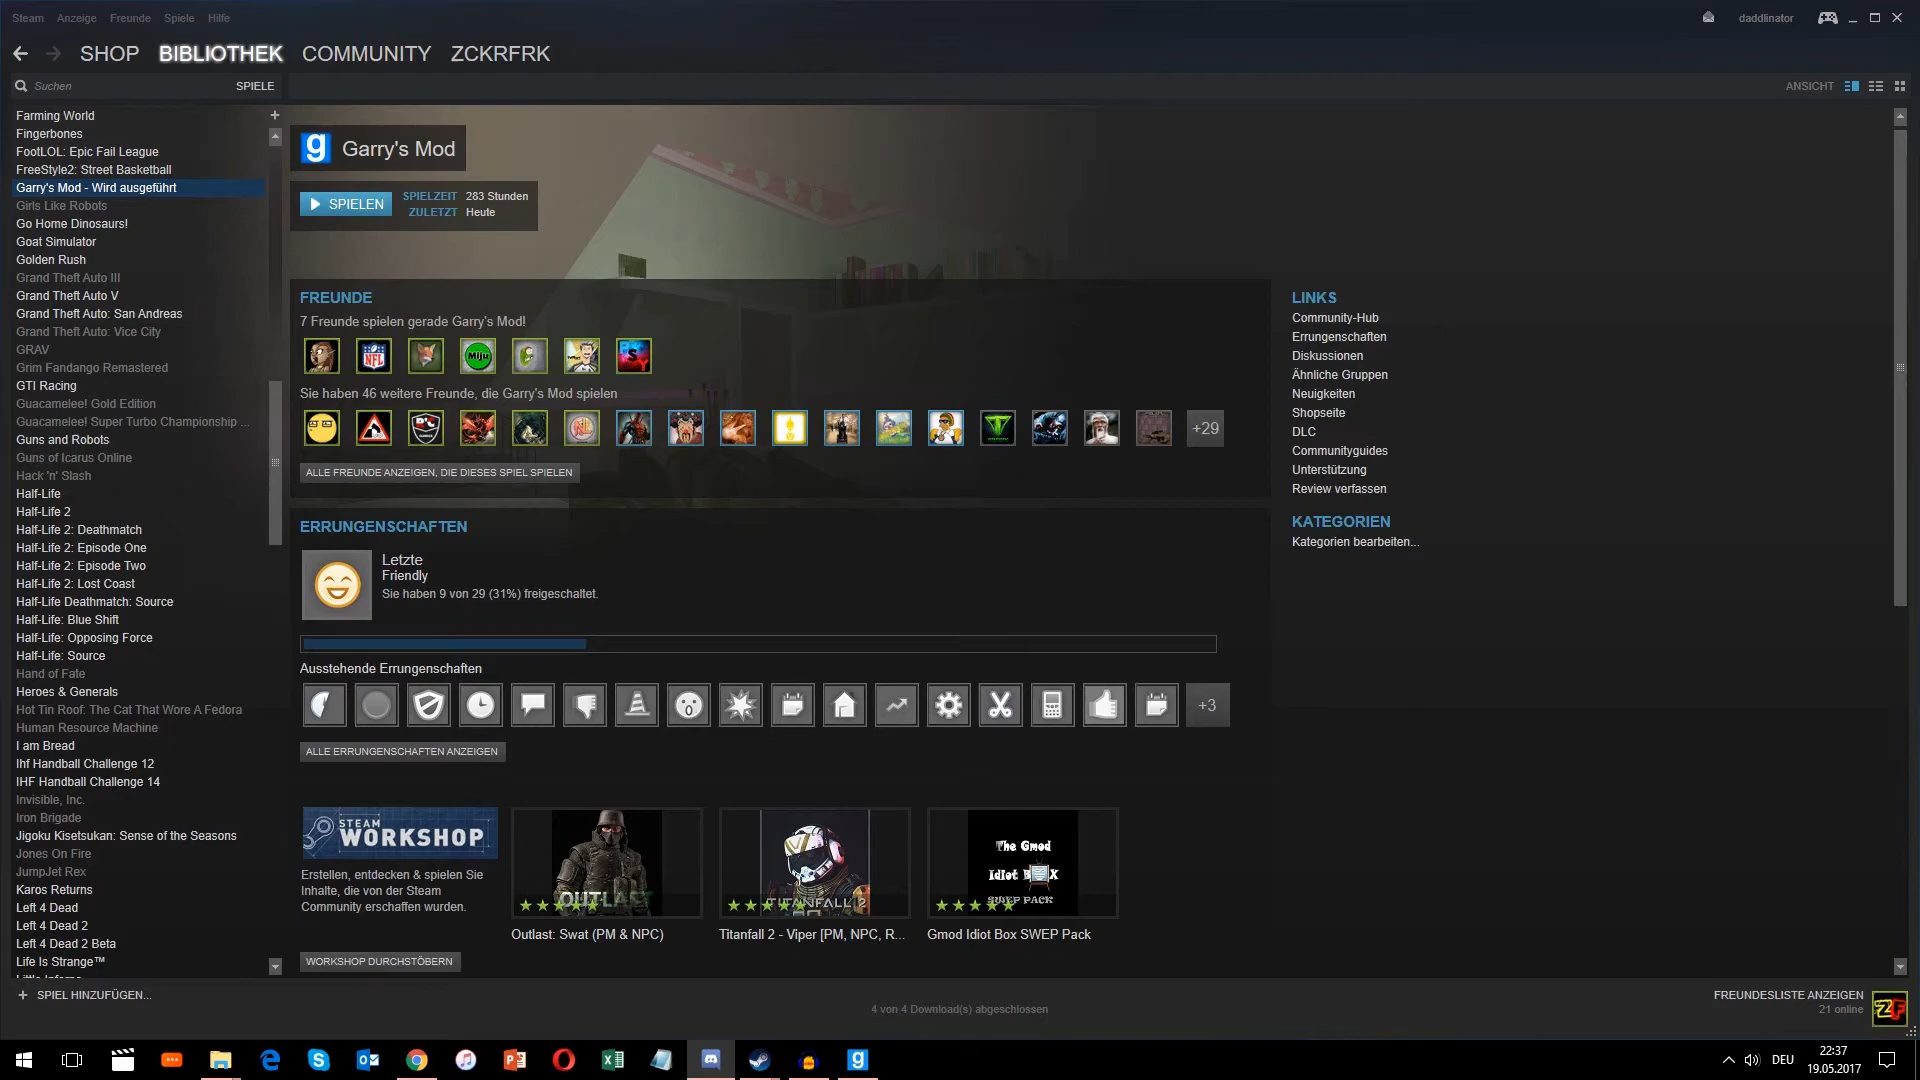 Steam Anzeige Freunde Spiele Hilfe
daddlinator
SHOP BIBLIOTHEK COMMUNITY ZCKRFRK
Suchen
SPIELE
ANSICHT
Farming World
Fingerbones
FootLOL: Epic Fail League
FreeStyle2: Street Basketball
Garry's Mod - Wird ausgeführt
Girls Like Robots
Go Home Dinosaurs!
Goat Simulator
Golden Rush
Grand Theft Auto III
Grand Theft Auto V
Grand Theft Auto: San Andreas
Grand Theft Auto: Vice City
GRAV
Grim Fandango Remastered
GTI Racing
Guacamelee! Gold Edition
Guacamelee! Super Turbo Championship ...
Guns and Robots
Guns of Icarus Online
Hack 'n' Slash
Half-Life
Half-Life 2
Half-Life 2: Deathmatch
Half-Life 2: Episode One
Half-Life 2: Episode Two
Half-Life 2: Lost Coast
Half-Life Deathmatch: Source
Half-Life: Blue Shift
Half-Life: Opposing Force
Half-Life: Source
Hand of Fate
Heroes & Generals
Hot Tin Roof: The Cat That Wore A Fedora
Human Resource Machine
I am Bread
Ihf Handball Challenge 12
IHF Handball Challenge 14
Invisible, Inc.
Iron Brigade
Jigoku Kisetsukan: Sense of the Seasons
Jones On Fire
JumpJet Rex
Karos Returns
Left 4 Dead
Left 4 Dead 2
Left 4 Dead 2 Beta
Life Is Strange™
SPIEL HINZUFÜGEN...
g Garry's Mod
SPIELEN
SPIELZEIT 283 Stunden
ZULETZT Heute
FREUNDE
7 Freunde spielen gerade Garry's Mod!
NFL
Miju
Sie haben 46 weitere Freunde, die Garry's Mod spielen
+29
ALLE FREUNDE ANZEIGEN, DIE DIESES SPIEL SPIELEN
ERRUNGENSCHAFTEN
Letzte
Friendly
Sie haben 9 von 29 (31%) freigeschaltet.
Ausstehende Errungenschaften
+3
ALLE ERRUNGENSCHAFTEN ANZEIGEN
STEAM
WORKSHOP
Erstellen, entdecken & spielen Sie
Inhalte, die von der Steam
Community erschaffen wurden.
WORKSHOP DURCHSTÖBERN
OUTLAST
Outlast: Swat (PM & NPC)
TITANFALL 2
Titanfall 2 - Viper [PM, NPC, R...
The Gmod
Idiot Box
SWEP PACK
Gmod Idiot Box SWEP Pack
LINKS
Community-Hub
Errungenschaften
Diskussionen
Ähnliche Gruppen
Neuigkeiten
Shopseite
DLC
Communityguides
Unterstützung
Review verfassen
KATEGORIEN
Kategorien bearbeiten...
4 von 4 Download(s) abgeschlossen
FREUNDESLISTE ANZEIGEN
21 online
ZF
DEU
22:37
19.05.2017